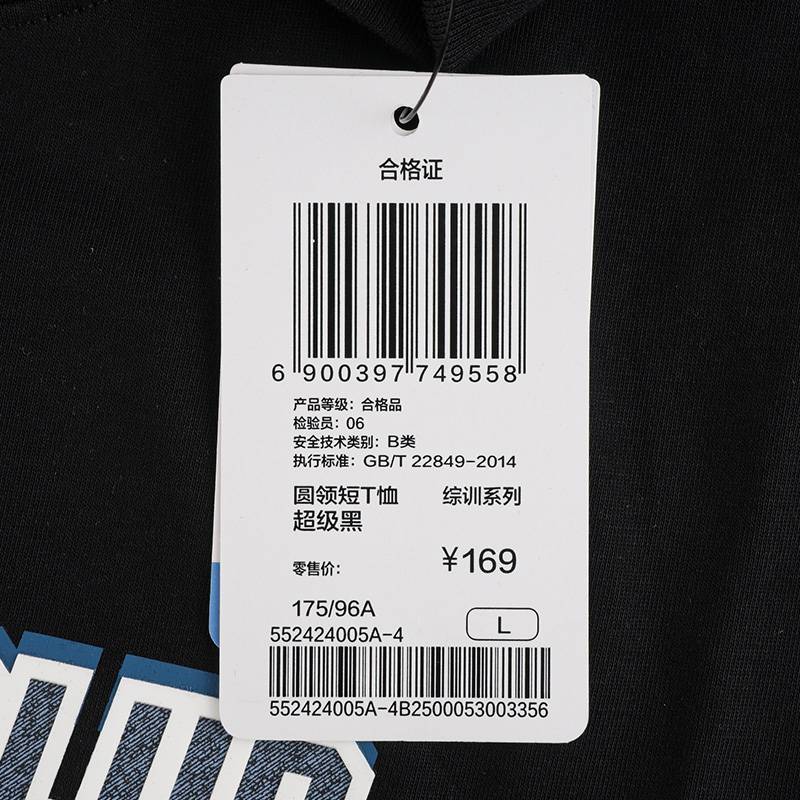 合格证
6 900397 749558
产品等级：合格品
检验员：06
安全技术类别：B类
执行标准：GB/T 22849-2014
圆领短T恤 综训系列
超级黑
零售价： ¥169
175/96A
552424005A-4 L
552424005A-4B2500053003356